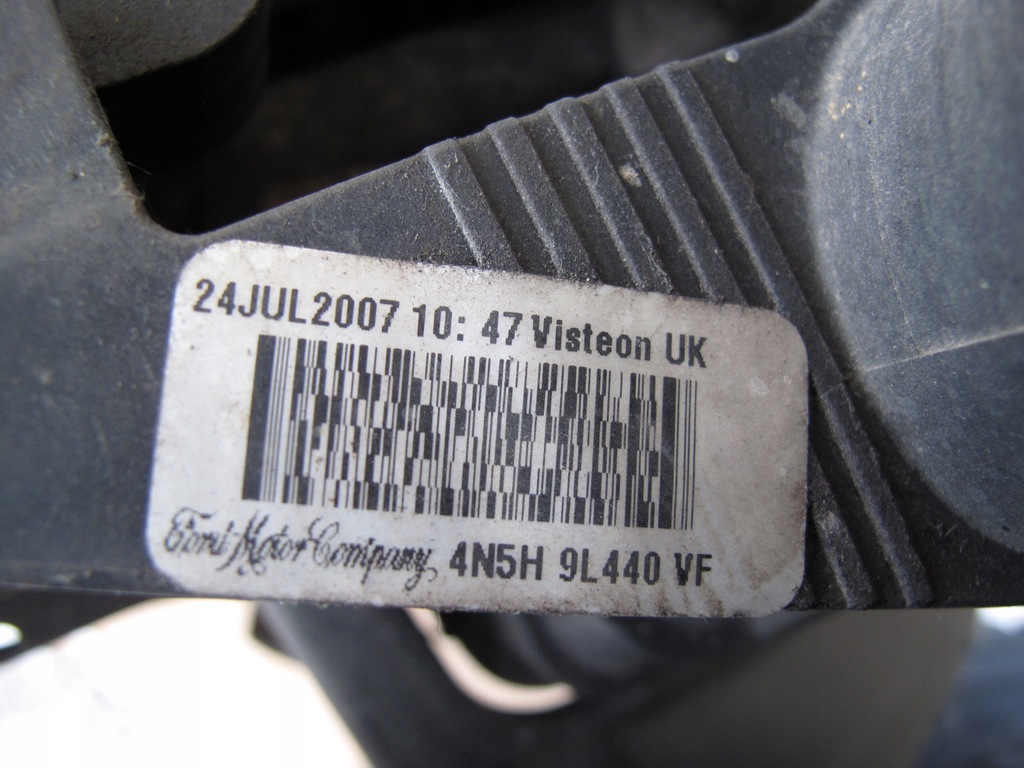 24JUL2007 10: 47 Visteon UK
Ford Motor Company 4N5H 9L440 VF